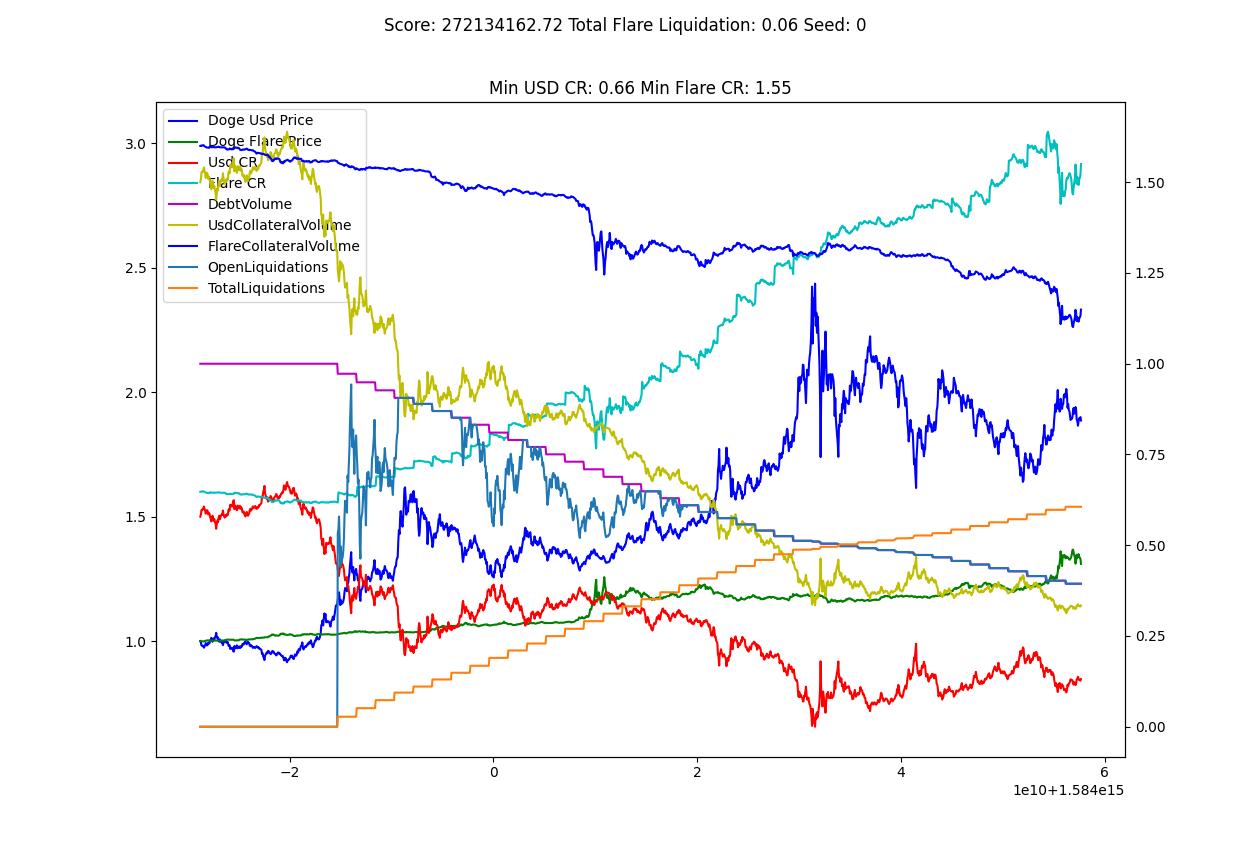 Score: 272134162.72 Total Flare Liquidation: 0.06 Seed: 0
Min USD CR: 0.66 Min Flare CR: 1.55
Doge Usd Price
Doge Flare Price
Usd CR
Flare CR
DebtVolume
UsdCollateralVolume
FlareCollateralVolume
OpenLiquidations
TotalLiquidations
3.0
2.5
2.0
1.5
1.0
1.50
1.25
1.00
0.75
0.50
0.25
0.00
−2
0
2
4
6
1e10+1.584e15